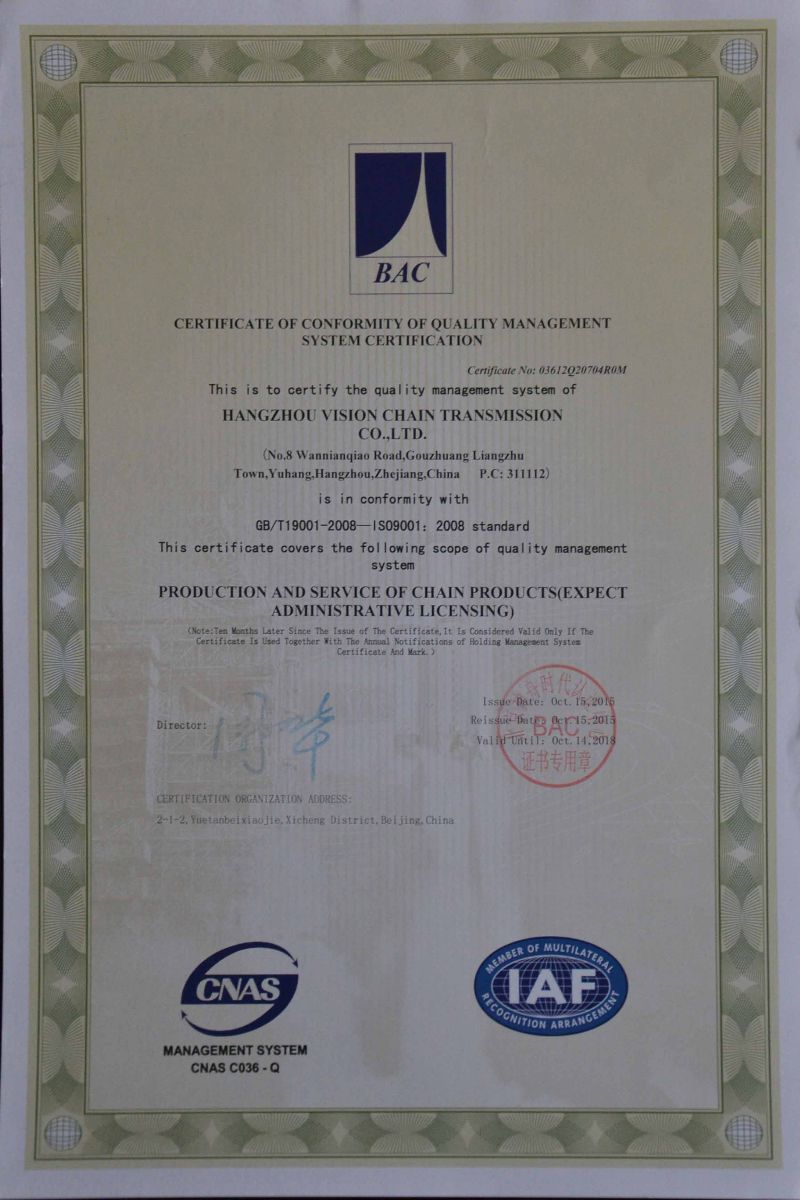 BAC
CERTIFICATE OF CONFORMITY OF QUALITY MANAGEMENT
SYSTEM CERTIFICATION
Certificate No: 03612Q20704R0M
This is to certify the quality management system of
HANGZHOU VISION CHAIN TRANSMISSION
CO.,LTD.
(No.8 Wannianqiao Road,Gouzhuang Liangzhu
Town,Yuhang,Hangzhou,Zhejiang,China P.C: 311112)
is in conformity with
GB/T19001-2008—ISO9001: 2008 standard
This certificate covers the following scope of quality management
system
PRODUCTION AND SERVICE OF CHAIN PRODUCTS(EXPECT
ADMINISTRATIVE LICENSING)
(Note:Ten Months Later Since The Issue of The Certificate,It Is Considered Valid Only If The
Certificate Is Used Together With The Annual Notifications of Holding Management System
Certificate And Mark.)
Issue Date: Oct.15,2015
Reissue Date: Oct.15,2015
Valid Until: Oct.14,2018
Director:
时代认
BAC
证书专用章
CERTIFICATION ORGANIZATION ADDRESS:
2-1-2,Yuetanbeixiaojie,Xicheng District,Beijing,China
CNAS
MANAGEMENT SYSTEM
CNAS C036 - Q
MEMBER OF MULTILATERAL
IAF
RECOGNITION ARRANGEMENT